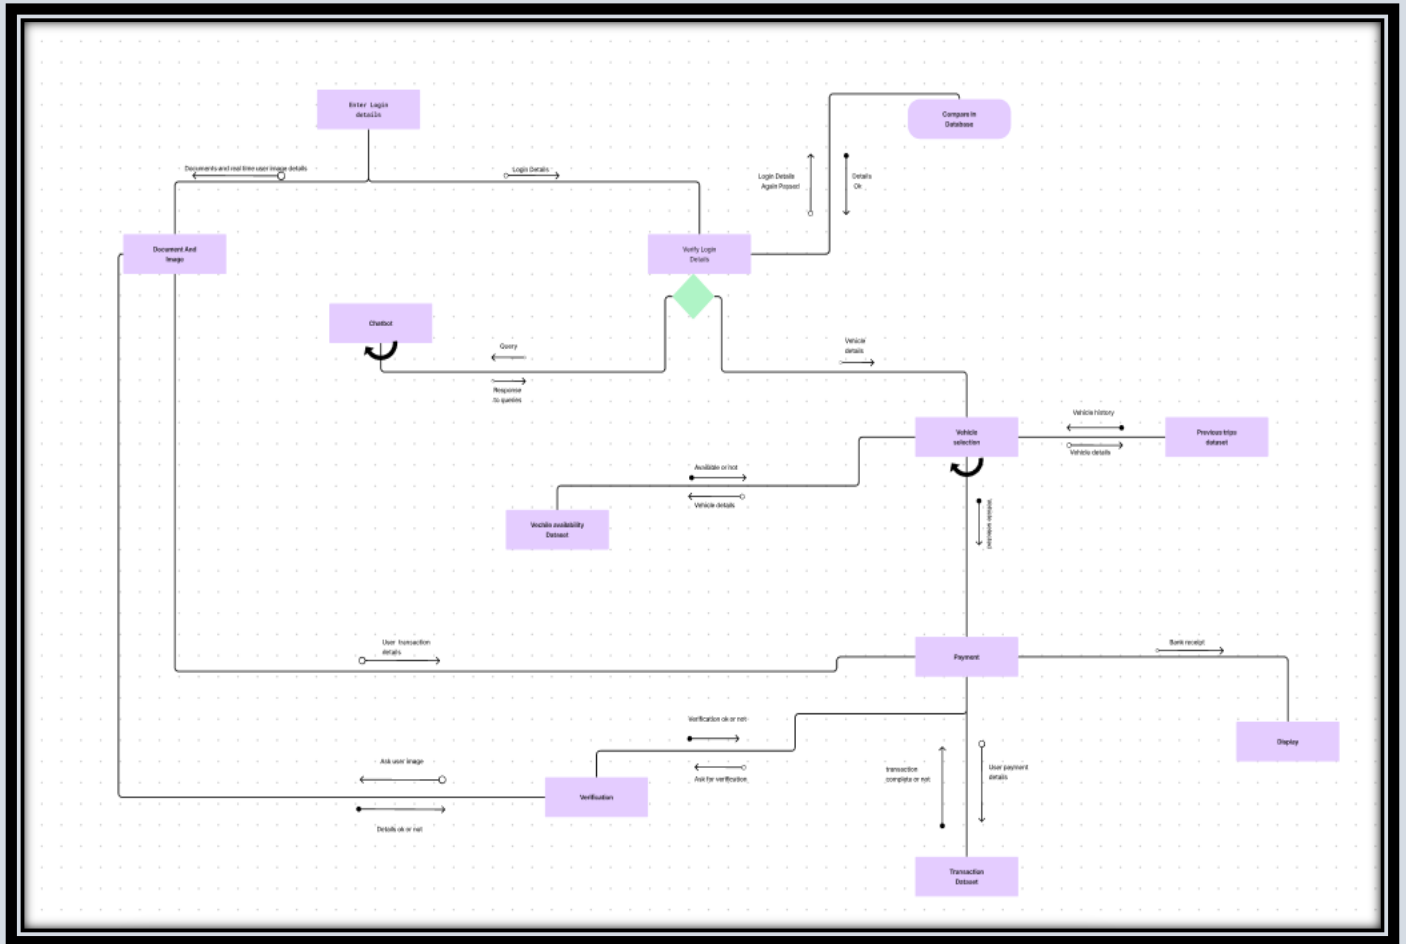 Enter Login
details
Compare in
Database
Documents and real time user image details
Login Details
Login Details
Again Passed
Details
Ok
Document And
Image
Verify Login
Details
Chatbot
Query
Response
to queries
Vehicle
details
Vehicle
selection
Vehicle history
Vehicle details
Previous trips
dataset
Available or not
Vehicle details
availability
Dataset
Vehicle selected
User transaction
details
Payment
Bank receipt
Display
Verification ok or not
Ask for verification
Ask user image
Details ok or not
Verification
transaction
complete or not
User payment
details
Transaction
Dataset